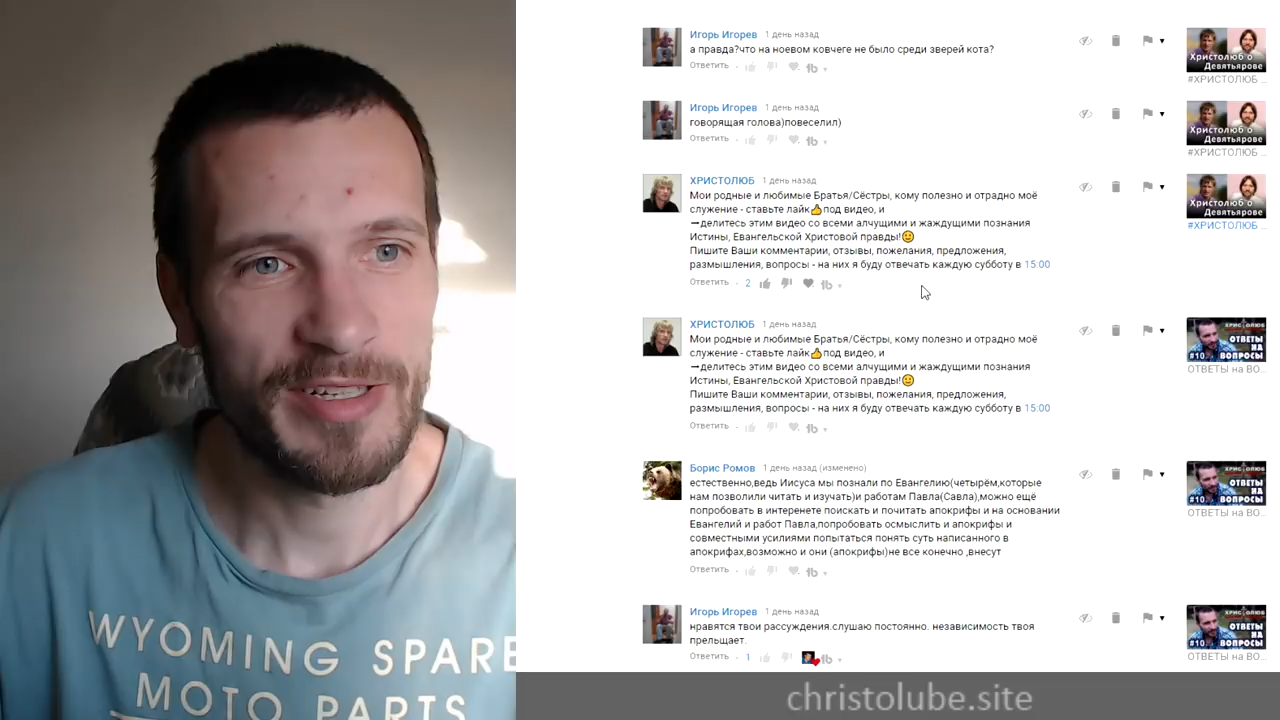 Игорь Игорев 1 день назад
а правда?что на ноевом ковчеге не было среди зверей кота?
Ответить
Христолюб о
Девятьярове
#ХРИСТОЛЮБ ...
Игорь Игорев 1 день назад
говорящая голова)повеселил)
Ответить
Христолюб о
Девятьярове
#ХРИСТОЛЮБ ...
ХРИСТОЛЮБ 1 день назад
Мои родные и любимые Братья/Сёстры, кому полезно и отрадно моё
служение - ставьте лайк👍под видео, и
➞делитесь этим видео со всеми алчущими и жаждущими познания
Истины, Евангельской Христовой правды!😉
Пишите Ваши комментарии, отзывы, пожелания, предложения,
размышления, вопросы - на них я буду отвечать каждую субботу в 15:00
Ответить 2
Христолюб о
Девятьярове
#ХРИСТОЛЮБ ...
ХРИСТОЛЮБ 1 день назад
Мои родные и любимые Братья/Сёстры, кому полезно и отрадно моё
служение - ставьте лайк👍под видео, и
➞делитесь этим видео со всеми алчущими и жаждущими познания
Истины, Евангельской Христовой правды!😉
Пишите Ваши комментарии, отзывы, пожелания, предложения,
размышления, вопросы - на них я буду отвечать каждую субботу в 15:00
Ответить
ХРИСТОЛЮБ
ОТВЕТЫ
НА
#10 ВОПРОСЫ
ОТВЕТЫ на ВО...
Борис Ромов 1 день назад (изменено)
естественно,ведь Иисуса мы познали по Евангелию(четырём,которые
нам позволили читать и изучать)и работам Павла(Савла),можно ещё
попробовать в интеренете поискать и почитать апокрифы и на основании
Евангелий и работ Павла,попробовать осмыслить и апокрифы и
совместными усилиями попытаться понять суть написанного в
апокрифах,возможно и они (апокрифы)не все конечно ,внесут
Ответить
ХРИСТОЛЮБ
ОТВЕТЫ
НА
#10 ВОПРОСЫ
ОТВЕТЫ на ВО...
Игорь Игорев 1 день назад
нравятся твои рассуждения.слушаю постоянно. независимость твоя
прельщает.
Ответить 1
ХРИСТОЛЮБ
ОТВЕТЫ
НА
#10 ВОПРОСЫ
ОТВЕТЫ на ВО...
WYOMING SPARE
MOTO PARTS
christolube.site